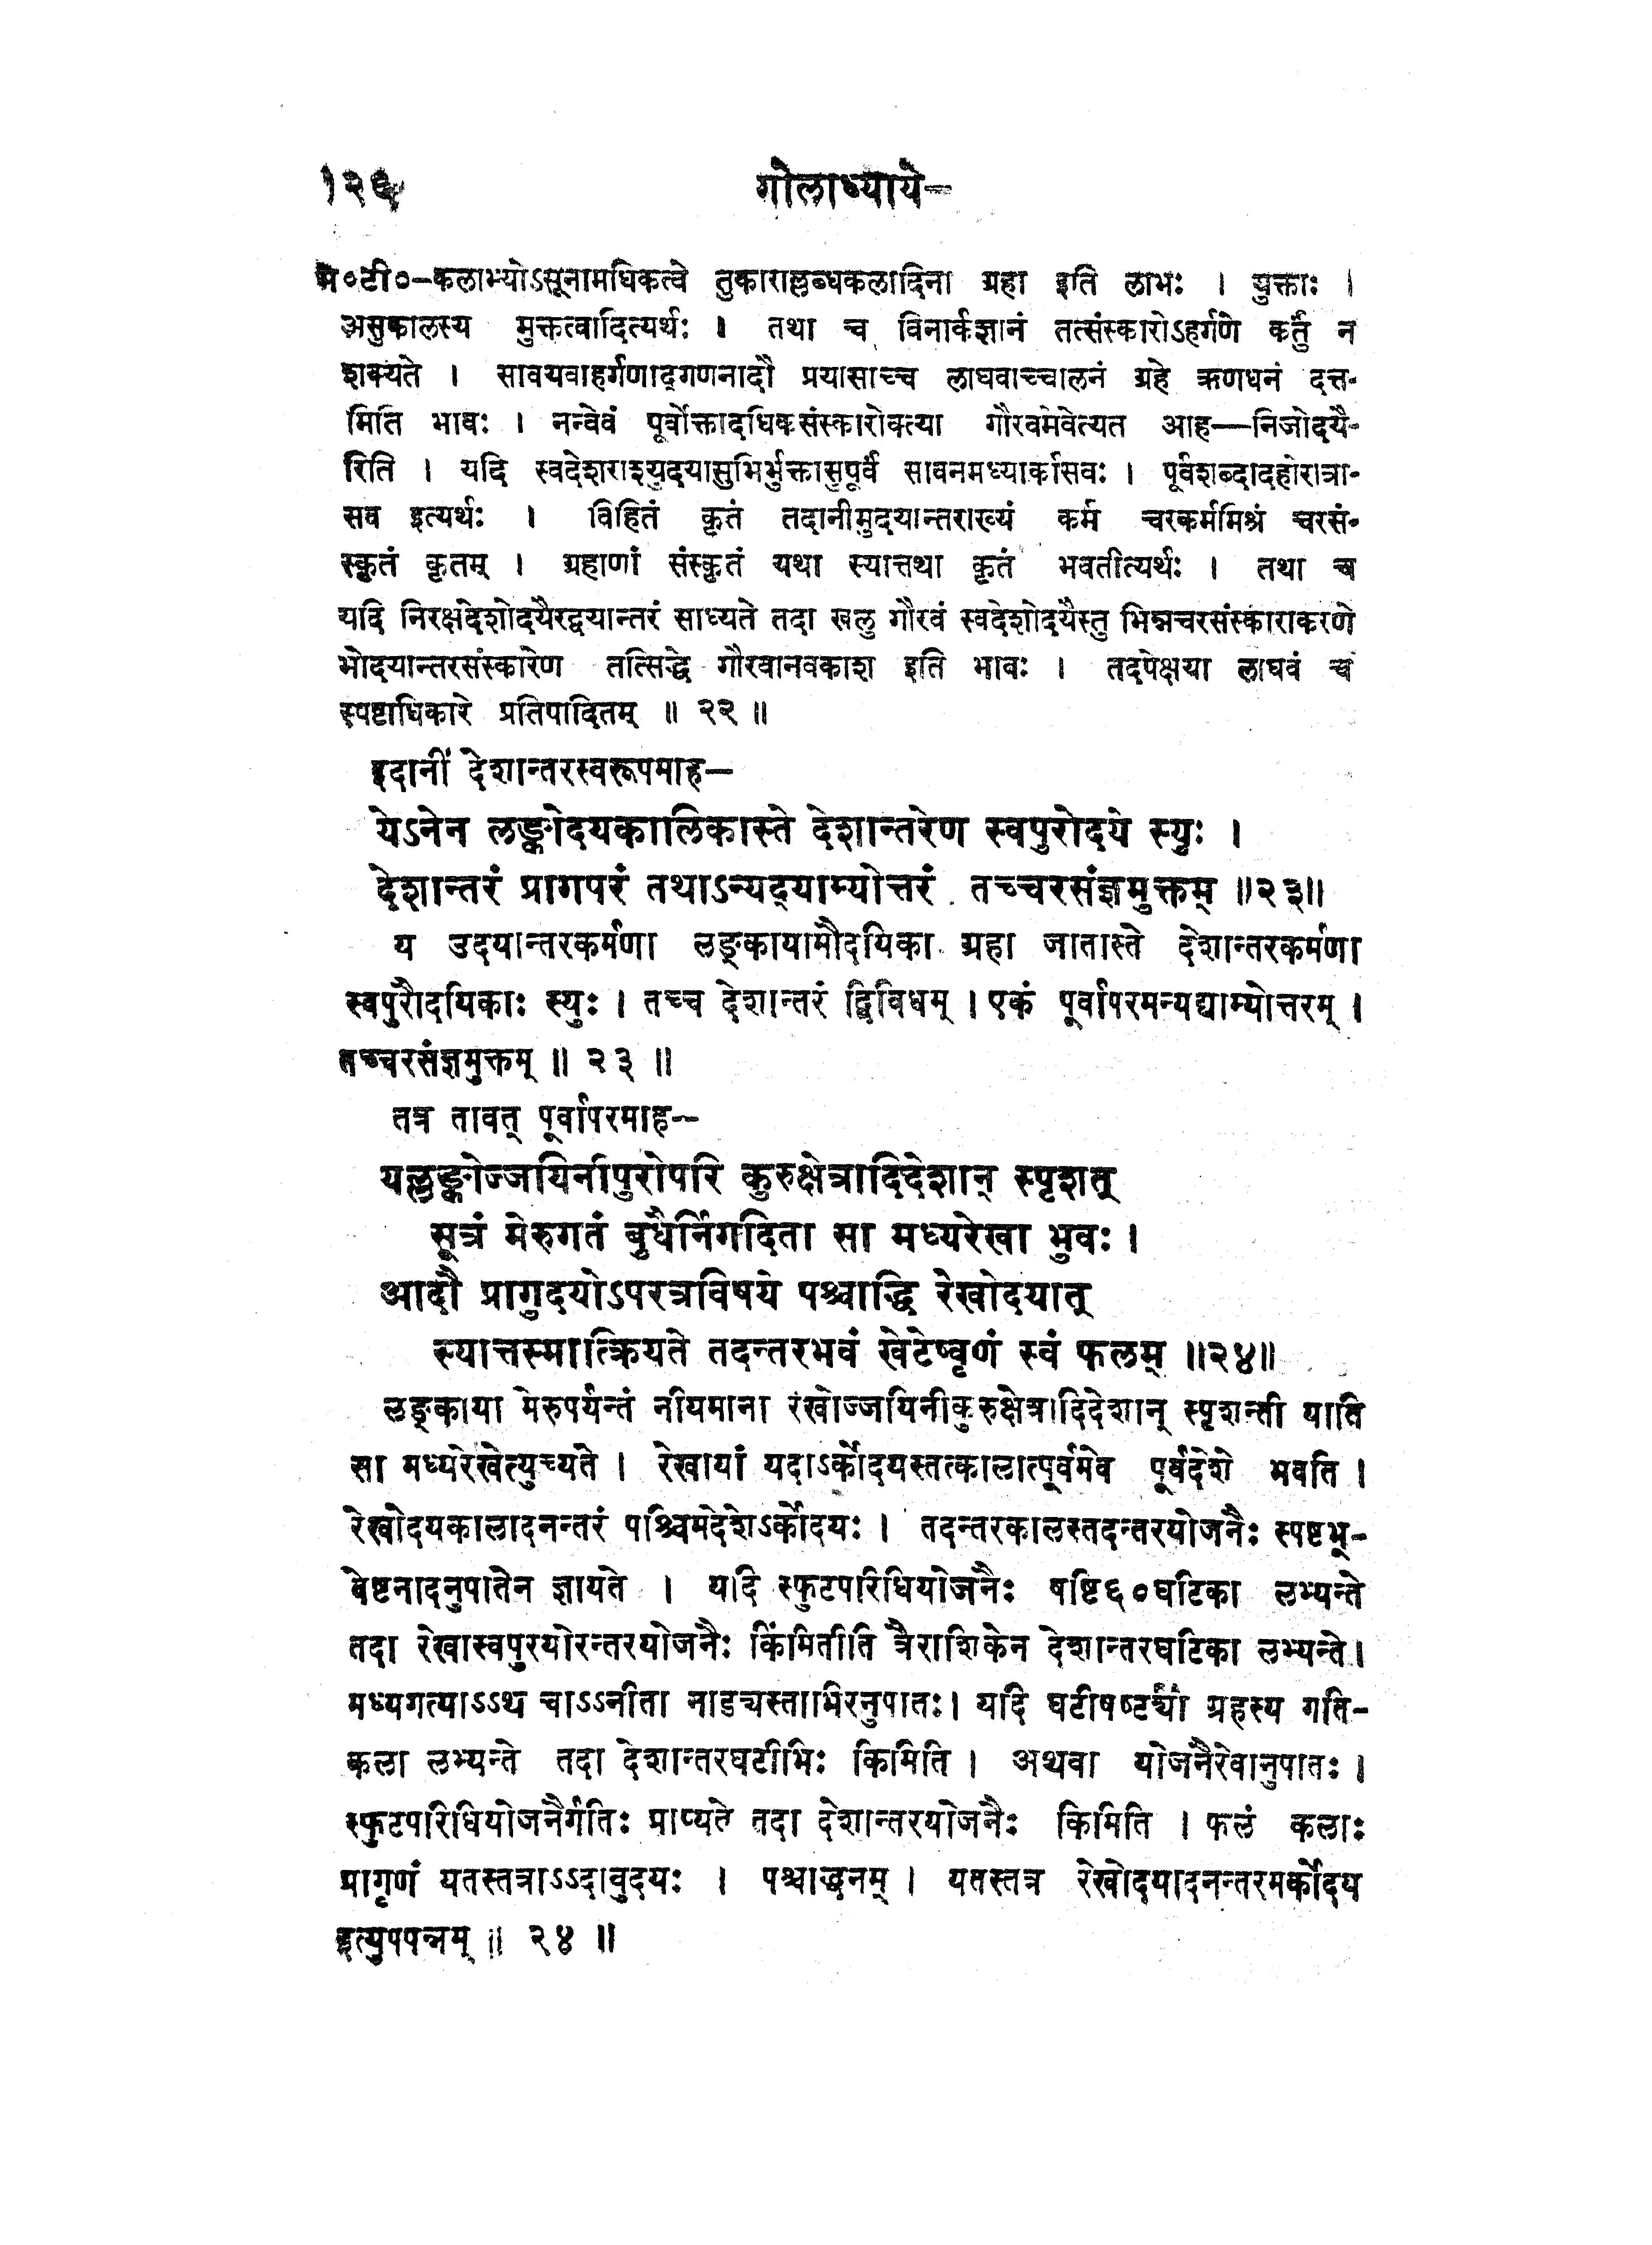 गोलाध्याये-
म०टी०-कलाभ्योऽसूनामधिकत्वे तुकाराल्लब्धकलादिना ग्रहा इति लाभः । युक्ताः ।
असुकालस्य मुक्तत्वादित्यर्थः । तथा च विनार्कज्ञानं तत्संस्कारोऽहर्गणे कर्तुं न
शक्यते । सावयवाहर्गणाद्गणनादौ प्रयासाच्च लाघवाच्चालनं ग्रहे ऋणधनं दत्त-
मिति भावः । नन्वेवं पूर्वोक्तादधिकसंस्कारोक्त्या गौरवमेवेत्यत आह—निजोदयै-
रिति । यदि स्वदेशराश्युदयासुभिर्भुक्तासुपूर्वं सावनमध्यार्कासवः । पूर्वशब्दादहोरात्रा-
सव इत्यर्थः । विहितं कृतं तदानीमुदयान्तराख्यं कर्म चरकर्ममिश्रं चरसं-
स्कृतं कृतम् । ग्रहाणां संस्कृतं यथा स्यात्तथा कृतं भवतीत्यर्थः । तथा च
यदि निरक्षदेशोदयैरद्वयान्तरं साध्यते तदा खलु गौरवं स्वदेशोदयैस्तु भिन्नचरसंस्काराकरणे
भोदयान्तरसंस्कारेण तत्सिद्धे गौरवानवकाश इति भावः । तदपेक्षया लाघवं च
स्पष्टाधिकारे प्रतिपादितम् ॥ २२ ॥
इदानीं देशान्तरस्वरूपमाह—
येऽनेन लङ्कोदयकालिकास्ते देशान्तरेण स्वपुरोदये स्युः ।
देशान्तरं प्रागपरं तथाऽन्यद्याम्योत्तरं तच्चरसंज्ञमुक्तम् ॥२३॥
य उदयान्तरकर्मणा लङ्कायामौदयिका ग्रहा जातास्ते देशान्तरकर्मणा
स्वपुरौदयिकाः स्युः । तच्च देशान्तरं द्विविधम् । एकं पूर्वापरमन्यद्याम्योत्तरम् ।
तच्चरसंज्ञमुक्तम् ॥ २३ ॥
तत्र तावत् पूर्वापरमाह—
यल्लङ्कोज्जयिनीपुरोपरि कुरुक्षेत्रादिदेशान् स्पृशत्
सूत्रं मेरुगतं बुधैर्निगदिता सा मध्यरेखा भुवः ।
आदौ प्रागुदयोऽपरत्रविषये पश्चाद्धि रेखोदयात्
स्यात्तस्मात्क्रियते तदन्तरभवं खेटेष्वृणं स्वं फलम् ॥२४॥
लङ्काया मेरुपर्यन्तं नीयमाना रेखोज्जयिनीकुरुक्षेत्रादिदेशान् स्पृशन्ती याति
सा मध्यरेखेत्युच्यते । रेखायां यदाऽर्कोदयस्तत्कालात्पूर्वमेव पूर्वदेशे भवति ।
रेखोदयकालादनन्तरं पश्चिमदेशेऽर्कोदयः । तदन्तरकालस्तदन्तरयोजनैः स्पष्टभू-
वेष्टनादनुपातेन ज्ञायते । यदि स्फुटपरिधियोजनैः षष्टि६०घटिका लभ्यन्ते
तदा रेखास्वपुरयोरन्तरयोजनैः किंमितीति त्रैराशिकेन देशान्तरघटिका लभ्यन्ते।
मध्यगत्याऽऽथ चाऽऽनीता नाड्यस्ताभिरनुपातः। यदि घटीषष्ट्या ग्रहस्य गति-
कला लभ्यन्ते तदा देशान्तरघटीभिः किमिति । अथवा योजनैरेवानुपातः ।
स्फुटपरिधियोजनैर्गतिः प्राप्यते तदा देशान्तरयोजनैः किमिति । फलं कलाः
प्रागृणं यतस्तत्राऽऽदावुदयः । पश्चाद्धनम् । यतस्तत्र रेखोदयादनन्तरमर्कोदय
इत्युपपन्नम् ॥ २४ ॥